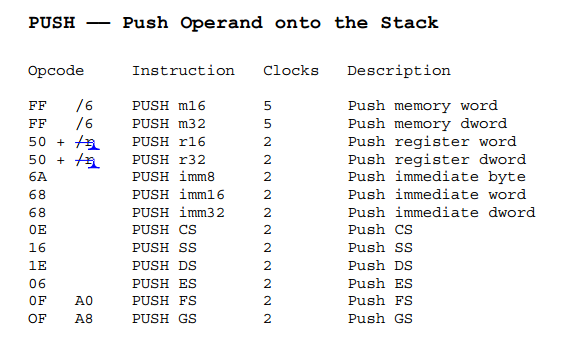 PUSH — Push Operand onto the Stack
Opcode Instruction Clocks Description
FF /6 PUSH m16 5 Push memory word
FF /6 PUSH m32 5 Push memory dword
50 + /r PUSH r16 2 Push register word
50 + /r PUSH r32 2 Push register dword
6A PUSH imm8 2 Push immediate byte
68 PUSH imm16 2 Push immediate word
68 PUSH imm32 2 Push immediate dword
0E PUSH CS 2 Push CS
16 PUSH SS 2 Push SS
1E PUSH DS 2 Push DS
06 PUSH ES 2 Push ES
0F A0 PUSH FS 2 Push FS
OF A8 PUSH GS 2 Push GS